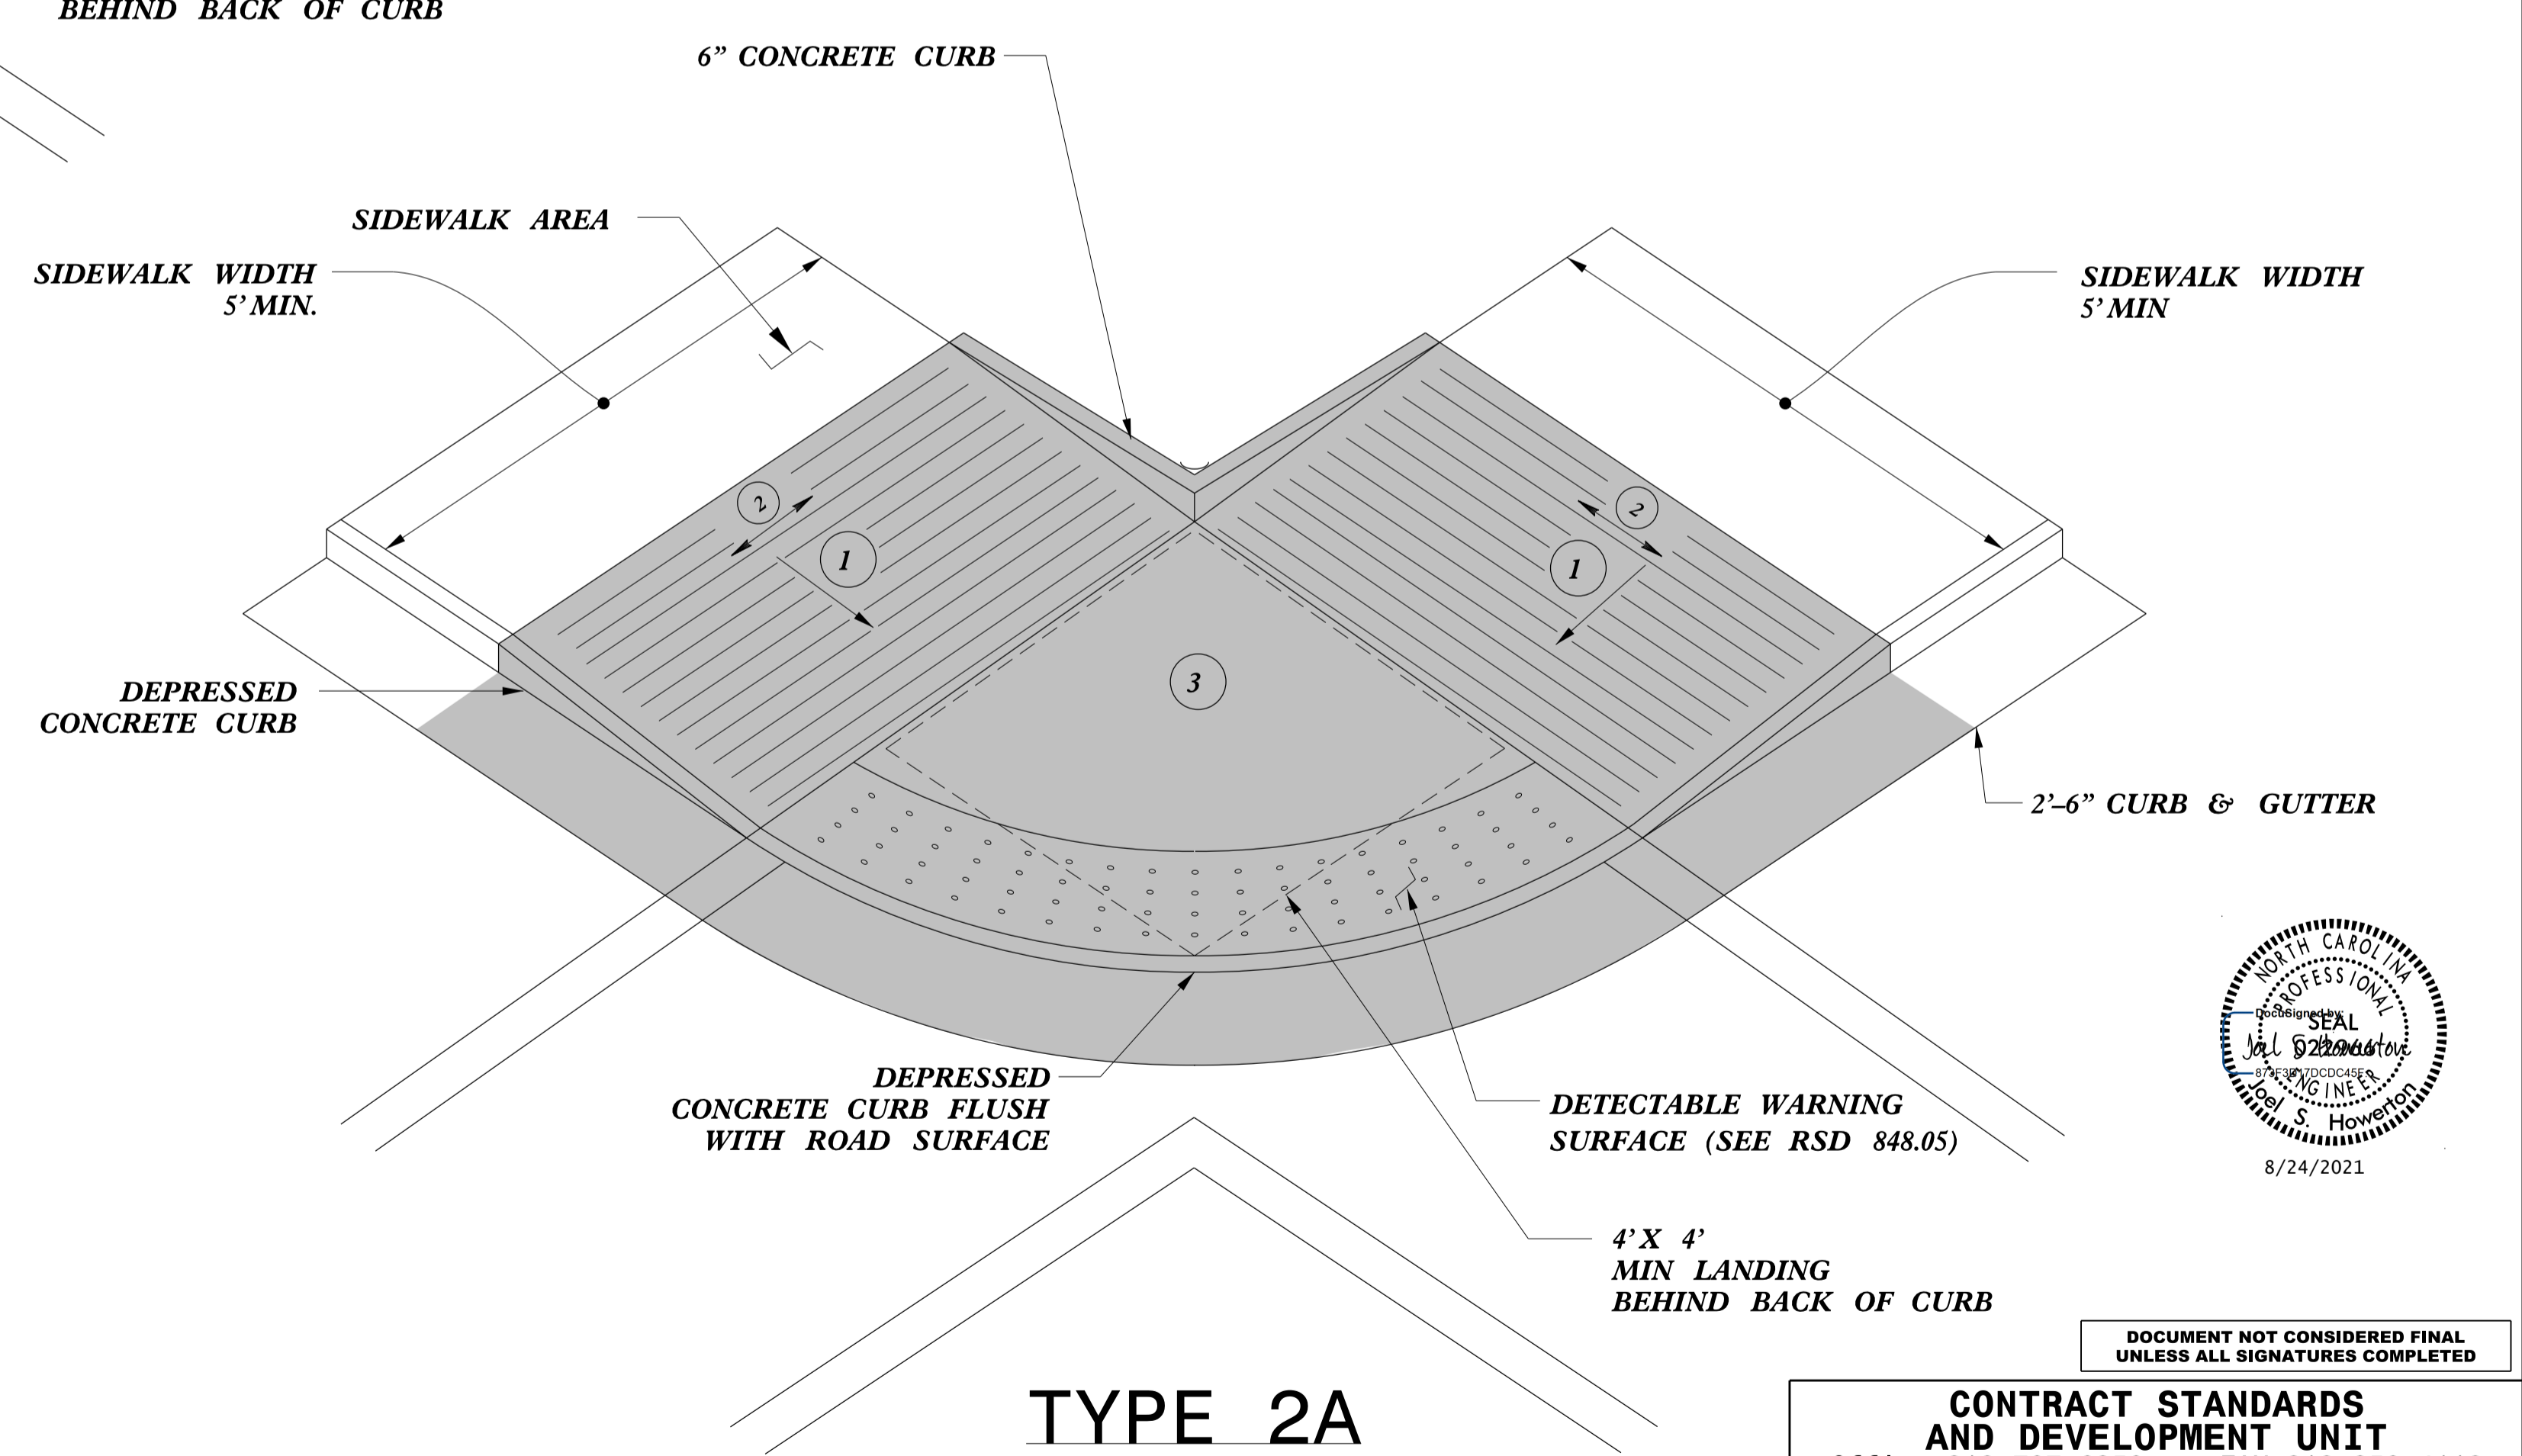 BEHIND BACK OF CURB
6” CONCRETE CURB
SIDEWALK AREA
SIDEWALK WIDTH
5’ MIN.
SIDEWALK WIDTH
5’ MIN
2
1
2
1
3
DEPRESSED
CONCRETE CURB
2’–6” CURB & GUTTER
DEPRESSED
CONCRETE CURB FLUSH
WITH ROAD SURFACE
DETECTABLE WARNING
SURFACE (SEE RSD 848.05)
4’ X 4’
MIN LANDING
BEHIND BACK OF CURB
NORTH CAROLINA
PROFESSIONAL
DocuSigned by:
SEAL
022966
Joel S Howerton
ENGINEER
Joel S. Howerton
8/24/2021
DOCUMENT NOT CONSIDERED FINAL
UNLESS ALL SIGNATURES COMPLETED
TYPE 2A
CONTRACT STANDARDS
AND DEVELOPMENT UNIT